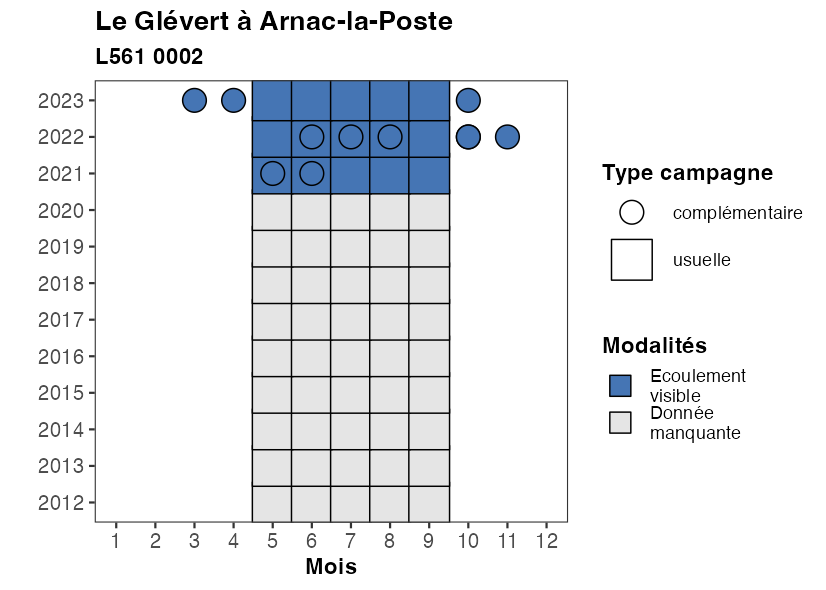 Le Glévert à Arnac-la-Poste
L561 0002
2023
2022
2021
2020
2019
2018
2017
2016
2015
2014
2013
2012
1 2 3 4 5 6 7 8 9 10 11 12
Mois
Type campagne
complémentaire
usuelle
Modalités
Ecoulement
visible
Donnée
manquante